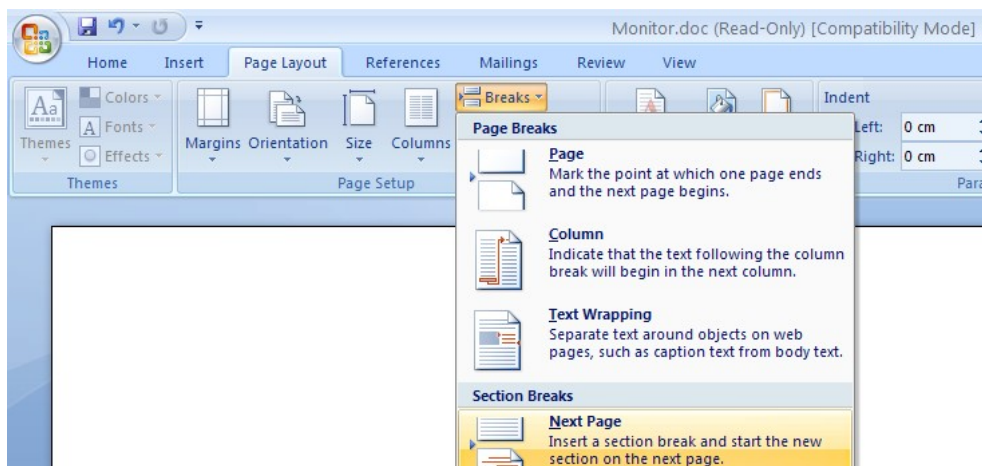 Monitor.doc (Read-Only) [Compatibility Mode]
Home Insert Page Layout References Mailings Review View
Aa
Themes
Colors
Fonts
Effects
Themes
Margins Orientation Size Columns
Page Setup
Breaks
Indent
Left: 0 cm
Right: 0 cm
Para
Page Breaks
Page
Mark the point at which one page ends
and the next page begins.
Column
Indicate that the text following the column
break will begin in the next column.
Text Wrapping
Separate text around objects on web
pages, such as caption text from body text.
Section Breaks
Next Page
Insert a section break and start the new
section on the next page.